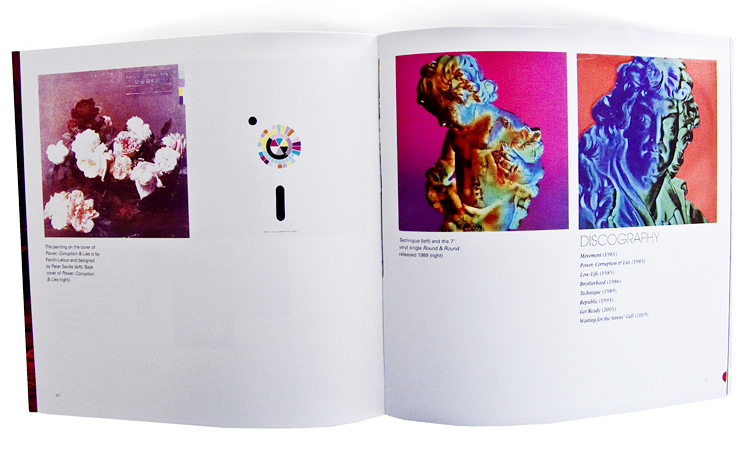 The painting on the cover of
Power, Corruption & Lies is by
Fantin-Latour and designed
by Peter Saville (left). Back
cover of Power, Corruption
& Lies (right).
Technique (left) and the 7"
vinyl single Round & Round
released 1989 (right)
DISCOGRAPHY
Movement (1981)
Power, Corruption & Lies (1983)
Low-Life (1985)
Brotherhood (1986)
Technique (1989)
Republic (1993)
Get Ready (2001)
Waiting for the Sirens' Call (2005)